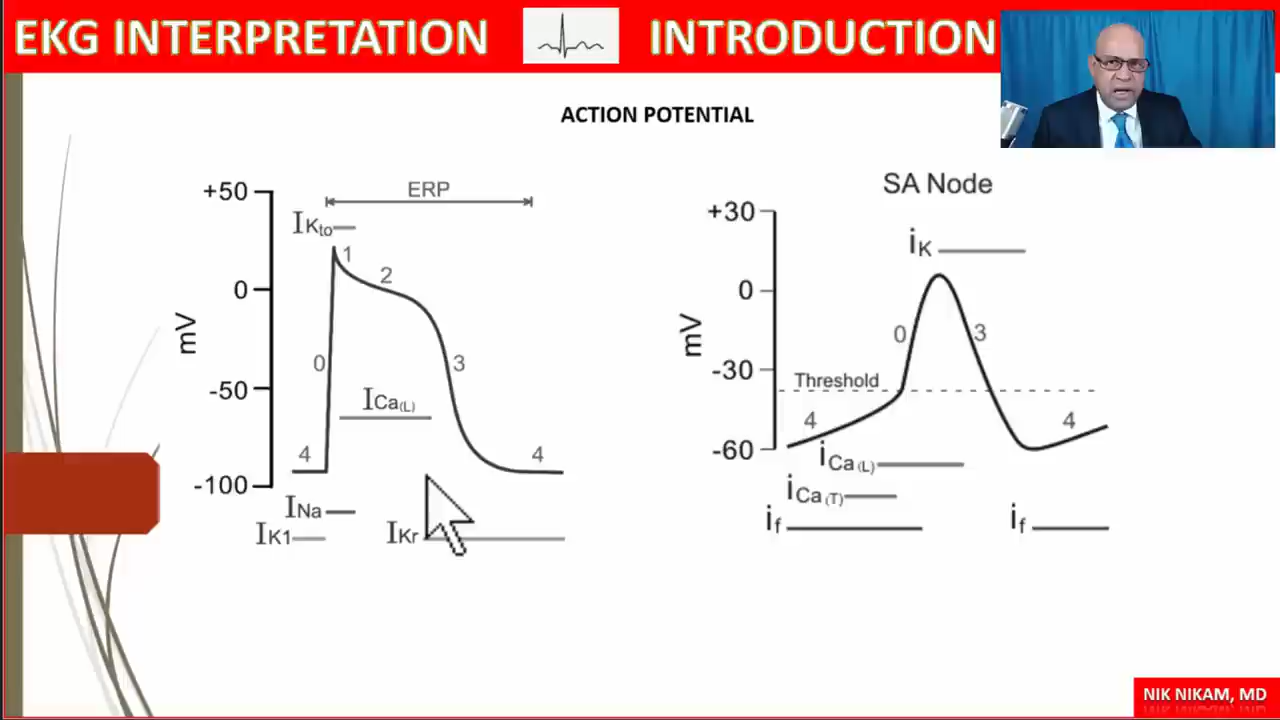 EKG INTERPRETATION INTRODUCTION
ACTION POTENTIAL
+50
0
-50
-100
mV
ERP
IKto
1
2
0
3
ICa(L)
4
4
INa
IK1
IKr
SA Node
+30
0
-30
-60
mV
iK
0
3
Threshold
4
4
iCa(L)
iCa(T)
if
if
NIK NIKAM, MD